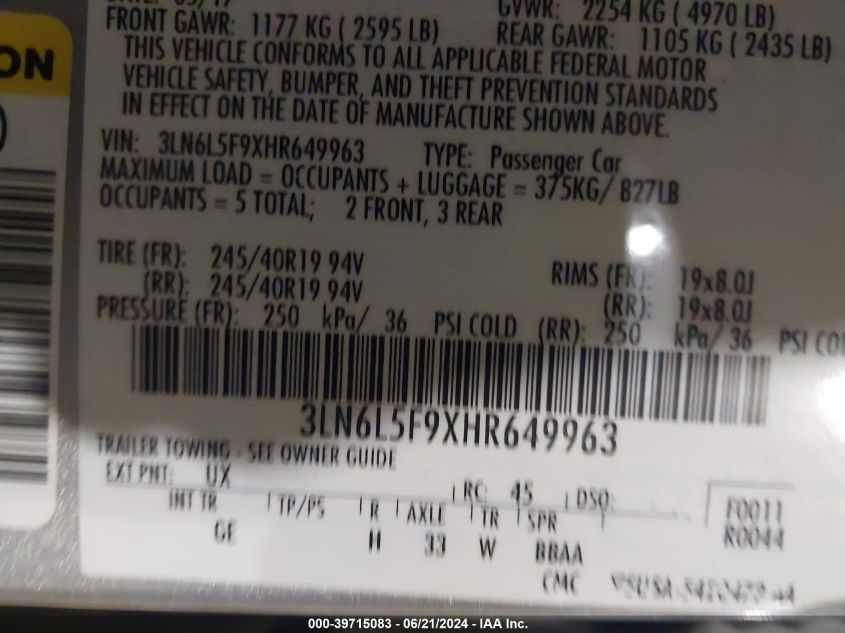 GVWR: 2254 KG ( 4970 LB)
FRONT GAWR: 1177 KG ( 2595 LB) REAR GAWR: 1105 KG ( 2435 LB)
THIS VEHICLE CONFORMS TO ALL APPLICABLE FEDERAL MOTOR
VEHICLE SAFETY, BUMPER, AND THEFT PREVENTION STANDARDS
IN EFFECT ON THE DATE OF MANUFACTURE SHOWN ABOVE.
ON
VIN: 3LN6L5F9XHR649963 TYPE: Passenger Car
MAXIMUM LOAD = OCCUPANTS + LUGGAGE = 375KG/ 827LB
OCCUPANTS = 5 TOTAL; 2 FRONT, 3 REAR
TIRE (FR): 245/40R19 94V RIMS (FR): 19x8.0J
(RR): 245/40R19 94V (RR): 19x8.0J
PRESSURE (FR): 250 kPa/ 36 PSI COLD (RR): 250 kPa/ 36 PSI COL
3LN6L5F9XHR649963
TRAILER TOWING - SEE OWNER GUIDE
EXT PNT: UX RC: 45 DSO:
INT TR TP/PS R AXLE TR SPR F0011
GE H 33 W BBAA R0044
CMC
000-39715083 - 06/21/2024 - IAA Inc.